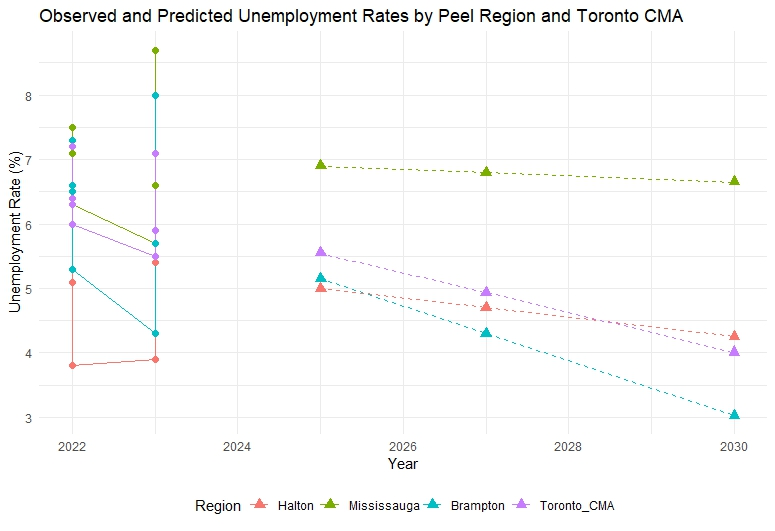 Observed and Predicted Unemployment Rates by Peel Region and Toronto CMA
Unemployment Rate (%)
8
7
6
5
4
3
2022 2024 2026 2028 2030
Year
Region Halton Mississauga Brampton Toronto_CMA